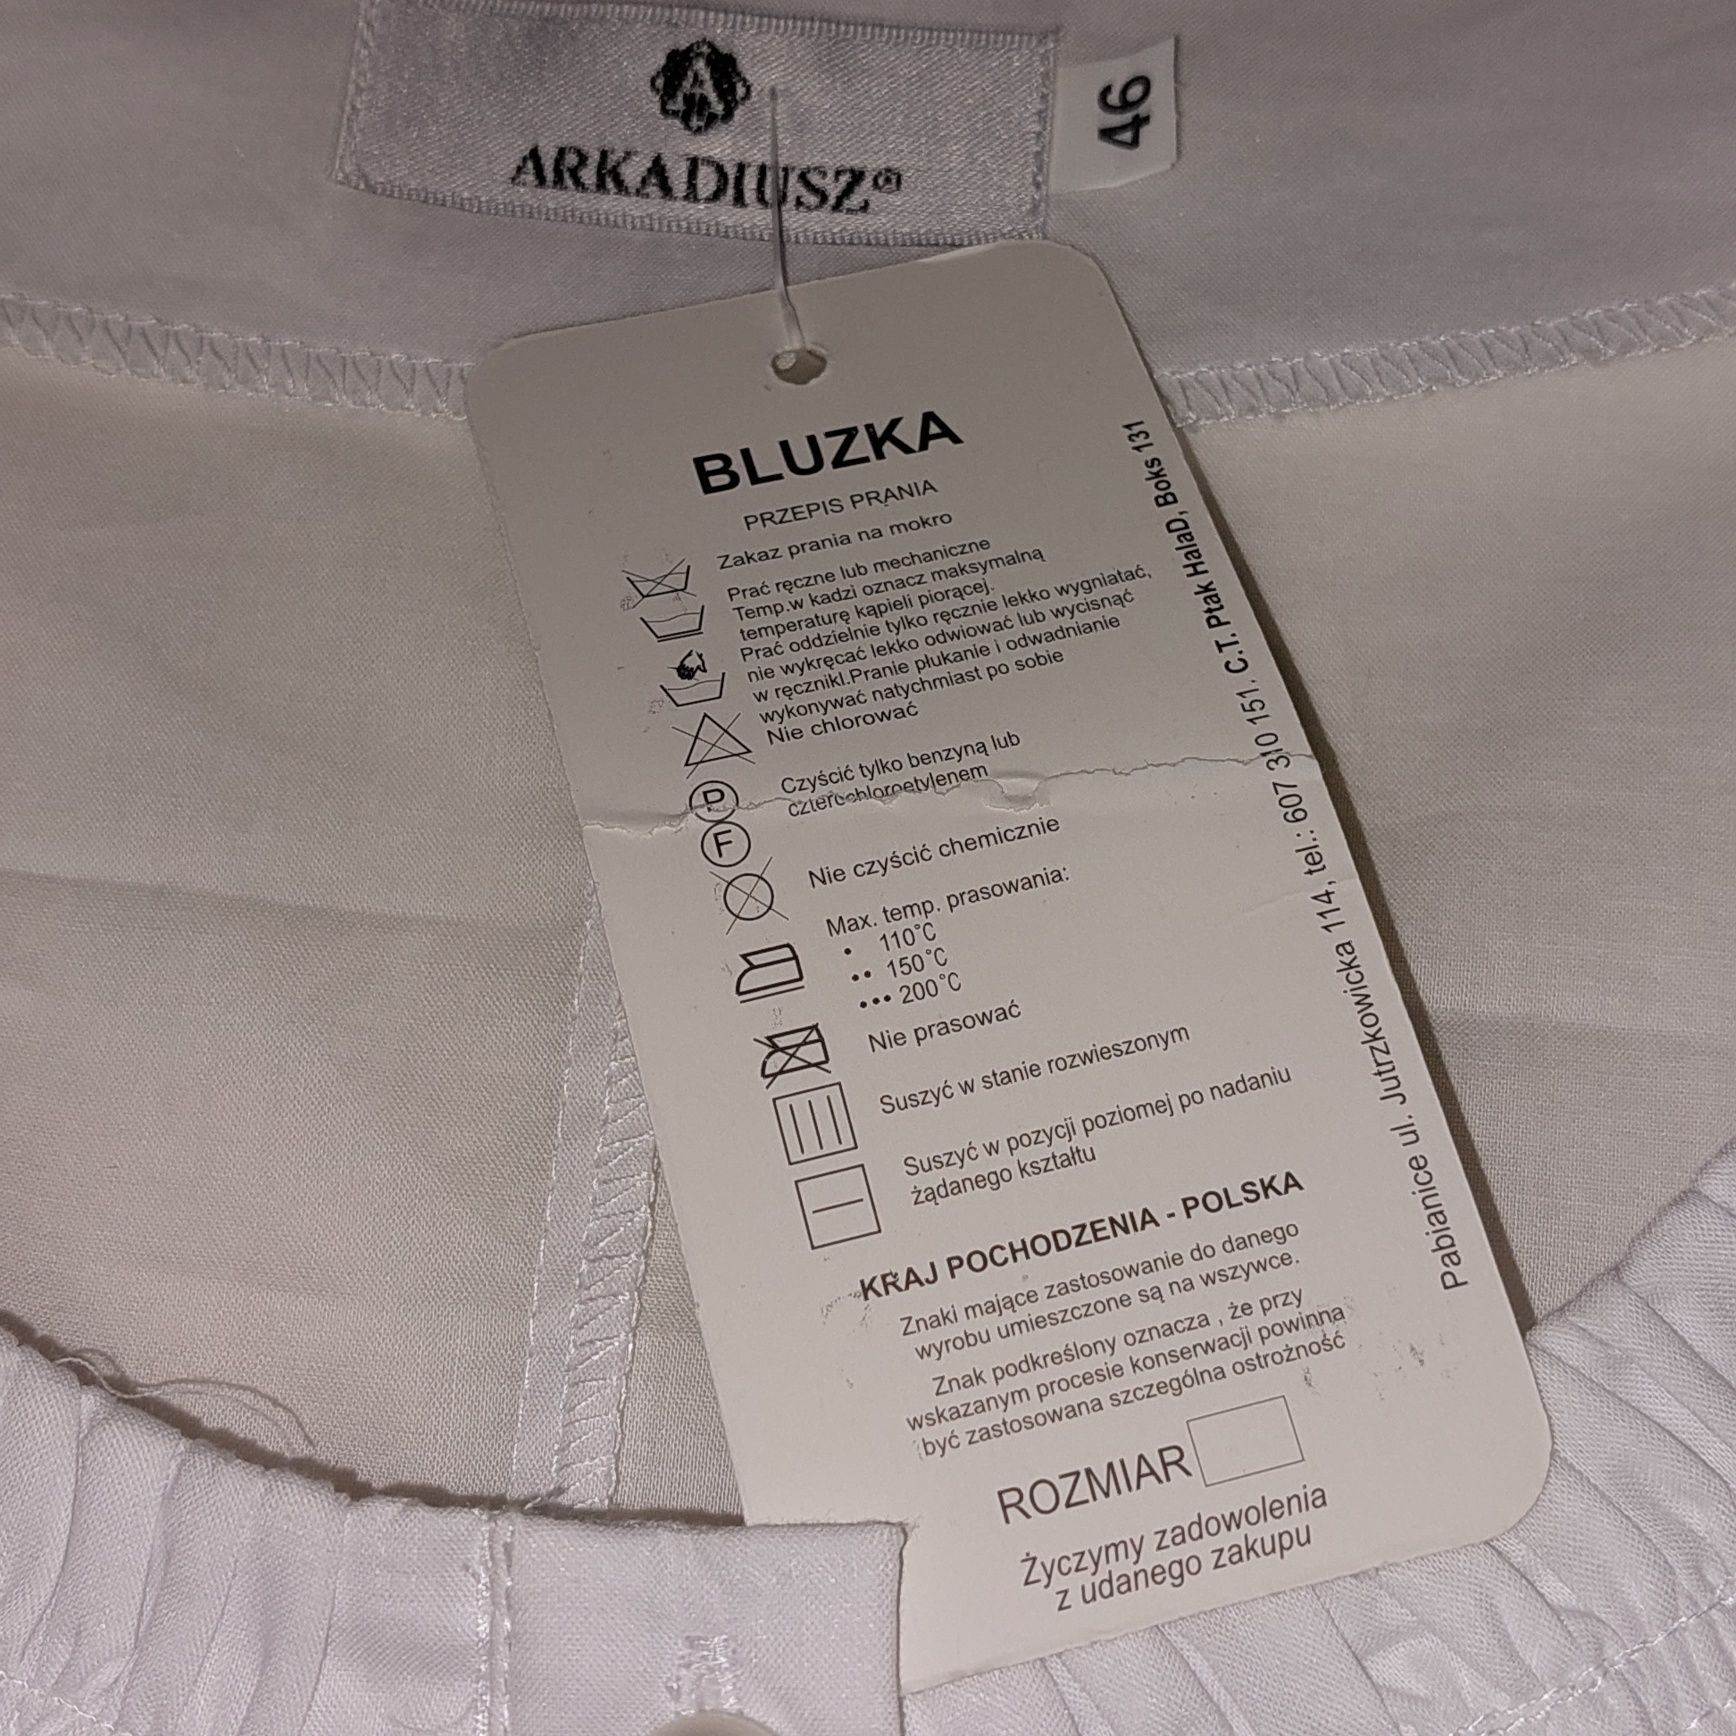 ARKADIUSZ®
46
BLUZKA
PRZEPIS PRANIA
Zakaz prania na mokro
Prać ręczne lub mechaniczne
Temp.w kadzi oznacz maksymalną
temperaturę kąpieli piorącej.
Prać oddzielnie tylko ręcznie lekko wygniatać,
nie wykręcać lekko odwiować lub wycisnąć
w ręcznikl.Pranie płukanie i odwadnianie
wykonywać natychmiast po sobie
Nie chlorować
P
Czyścić tylko benzyną lub
czterochloroetylenem
F
Nie czyścić chemicznie
Max. temp. prasowania:
• 110°C
•• 150°C
••• 200°C
Nie prasować
Suszyć w stanie rozwieszonym
Suszyć w pozycji poziomej po nadaniu
żądanego kształtu
KRAJ POCHODZENIA - POLSKA
Znaki mające zastosowanie do danego
wyrobu umieszczone są na wszywce.
Znak podkreślony oznacza , że przy
wskazanym procesie konserwacji powinna
być zastosowana szczególna ostrożność
ROZMIAR
Życzymy zadowolenia
z udanego zakupu
Pabianice ul. Jutrzkowicka 114, tel.: 607 310 151. C.T. Ptak HalaD, Boks 131